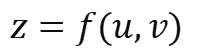 z = f(u, v)